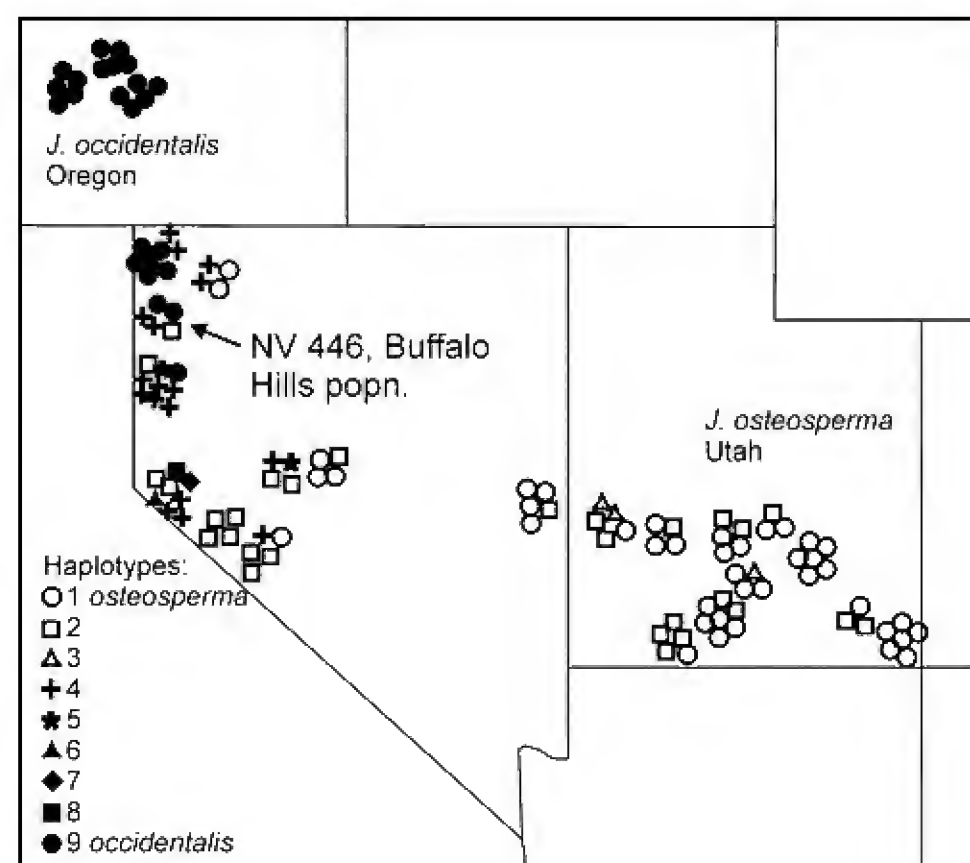 J. occidentalis
Oregon
NV 446, Buffalo
Hills popn.
J. osteosperma
Utah
Haplotypes:
1 osteosperma
2
3
4
5
6
7
8
9 occidentalis